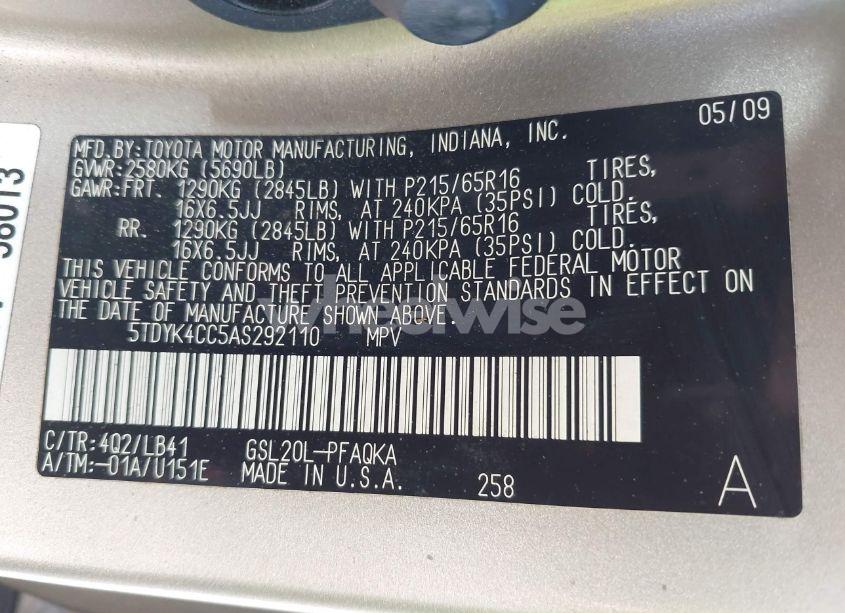 05/09
MFD.BY:TOYOTA MOTOR MANUFACTURING, INDIANA, INC.
GVWR:2580KG (5690LB)
GAWR:FRT. 1290KG (2845LB) WITH P215/65R16 TIRES,
16X6.5JJ RIMS, AT 240KPA (35PSI) COLD.
RR. 1290KG (2845LB) WITH P215/65R16 TIRES,
16X6.5JJ RIMS, AT 240KPA (35PSI) COLD.
THIS VEHICLE CONFORMS TO ALL APPLICABLE FEDERAL MOTOR
VEHICLE SAFETY AND THEFT PREVENTION STANDARDS IN EFFECT ON
THE DATE OF MANUFACTURE SHOWN ABOVE.
5TDYK4CC5AS292110 MPV
C/TR:4Q2/LB41 GSL20L-PFAQKA
A/TM:-01A/U151E MADE IN U.S.A. 258 A